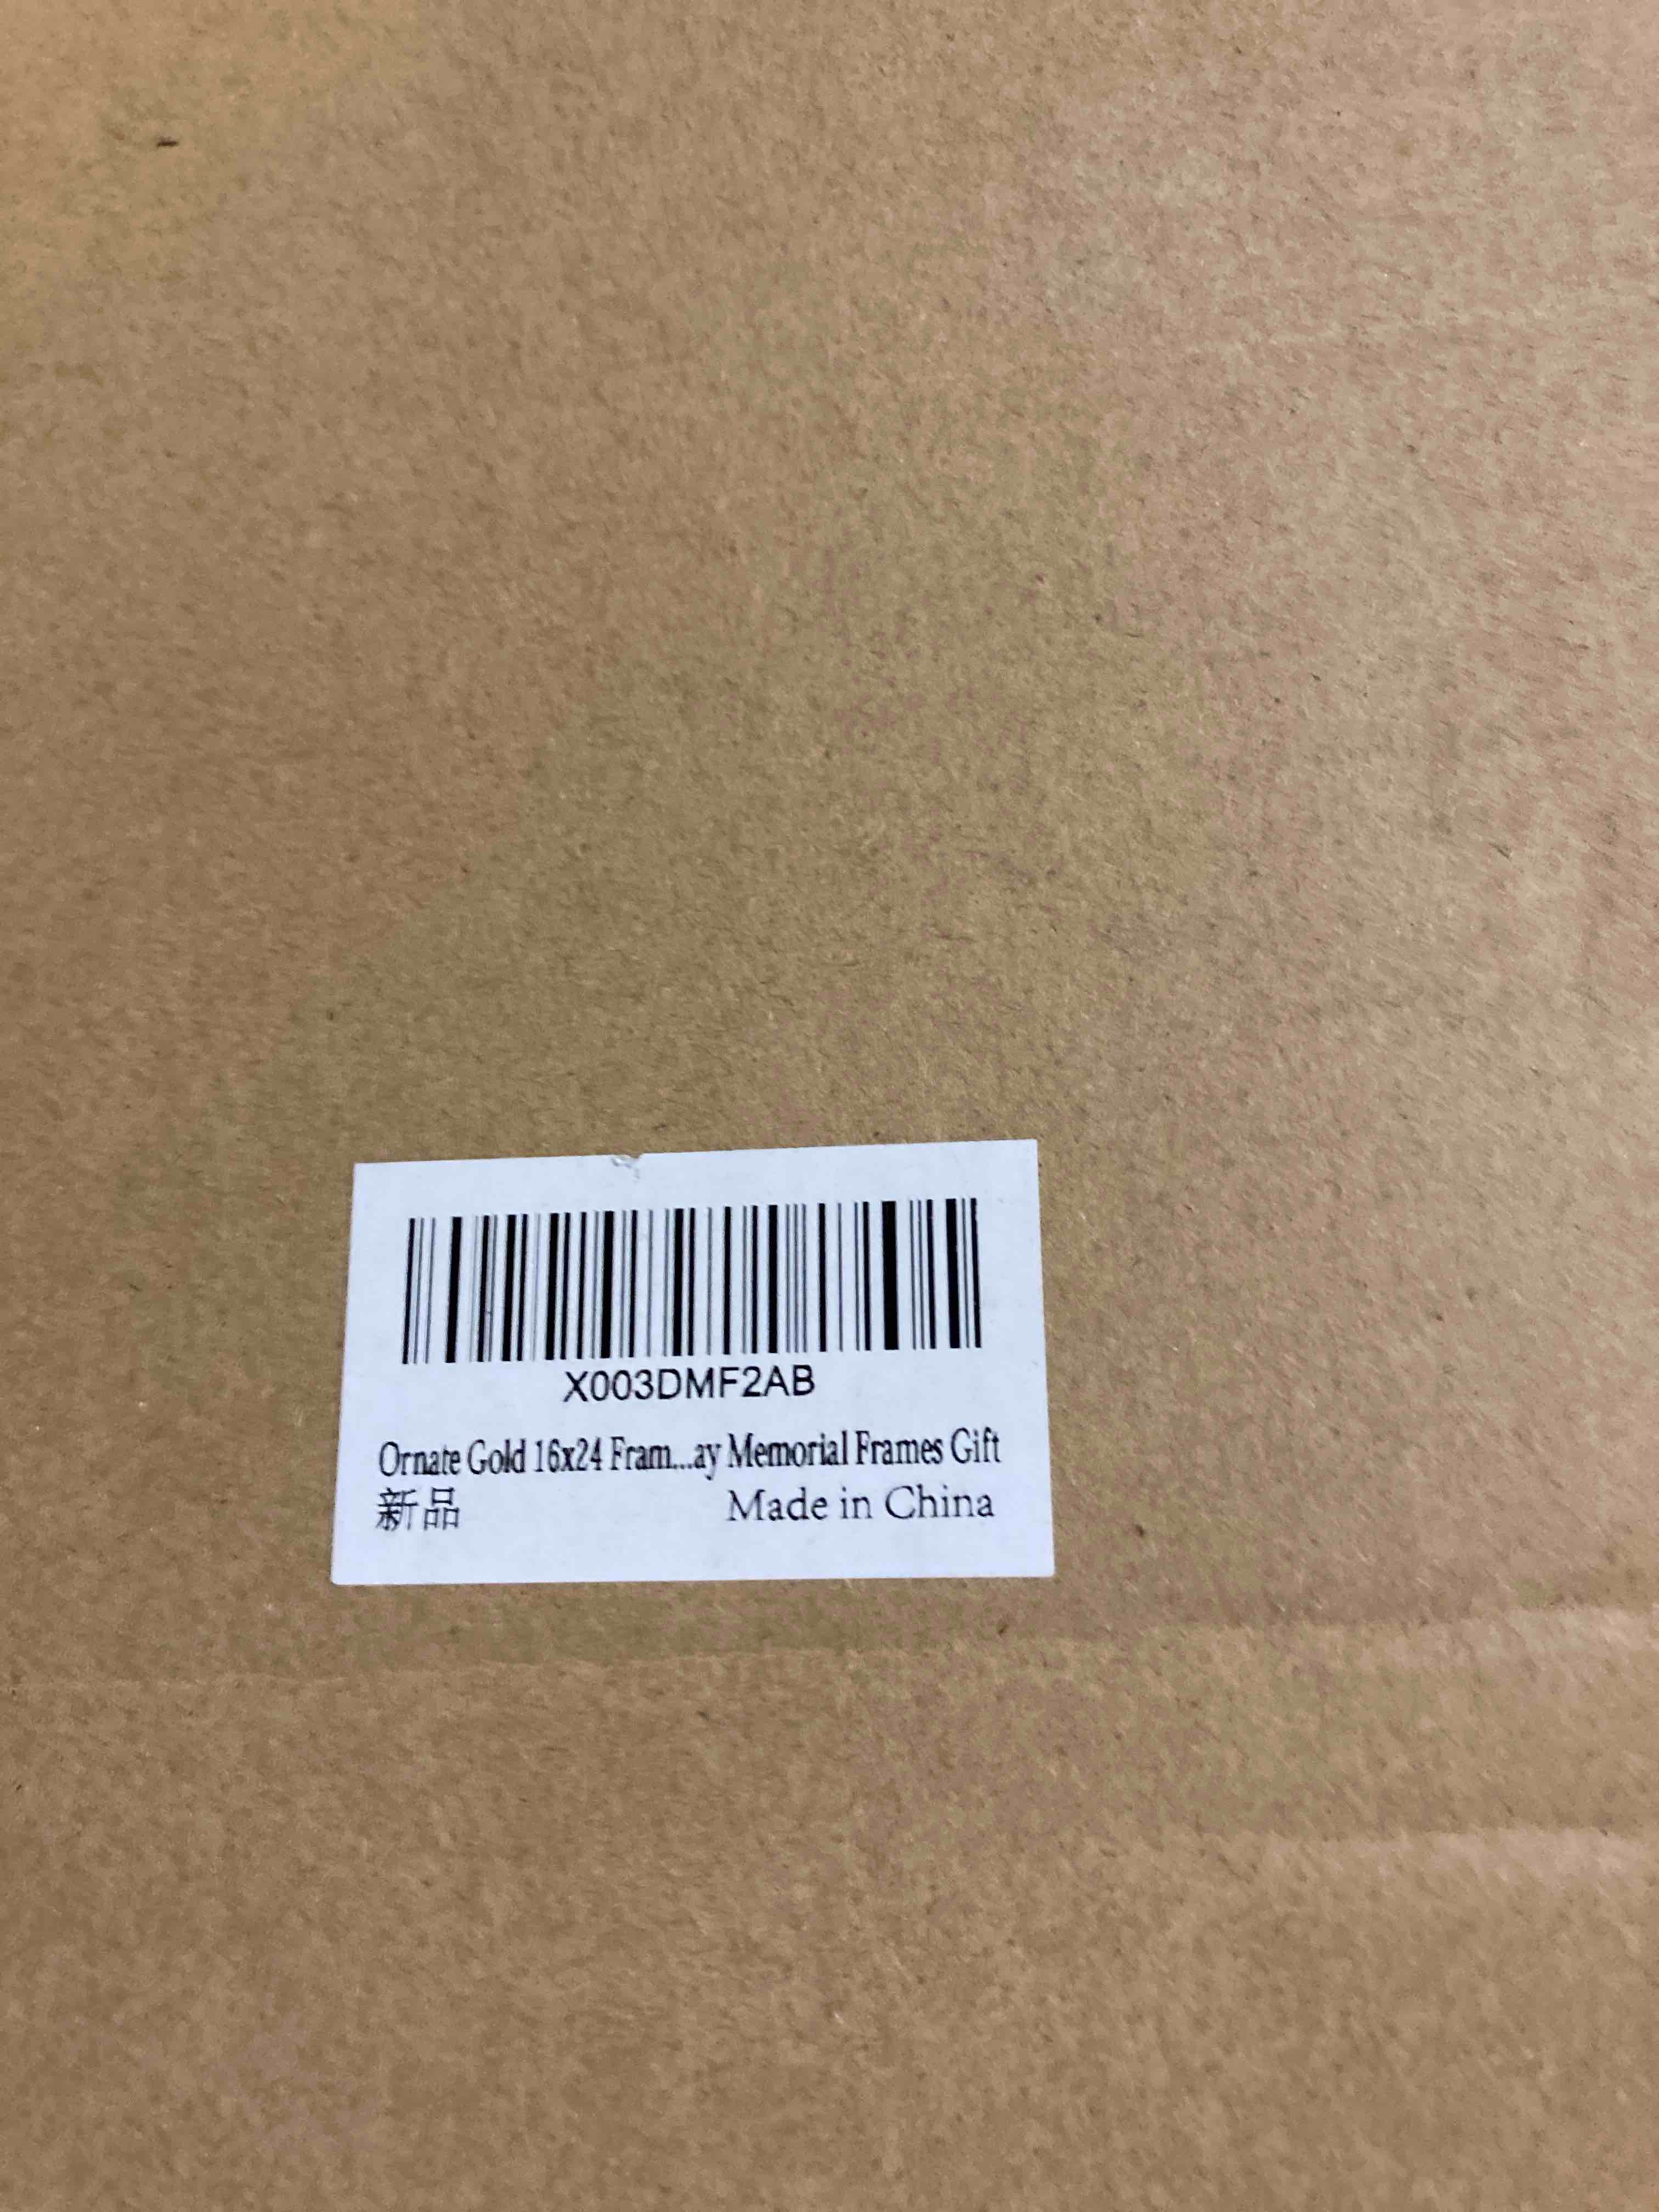 X003DMF2AB
Ornate Gold 16x24 Fram...ay Memorial Frames Gift
新品 Made in China